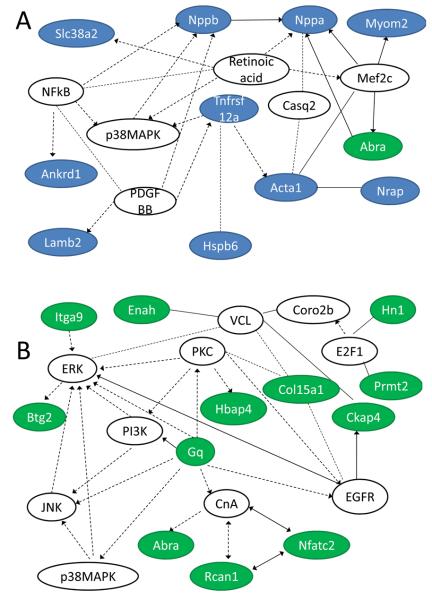 A
Slc38a2
Nppb
Nppa
Myom2
Retinoic
acid
Mef2c
NFkB
Tnfrsf
12a
Casq2
p38MAPK
Abra
Ankrd1
PDGF
BB
Acta1
Nrap
Lamb2
Hspb6
B
Itga9
Enah
VCL
Coro2b
Hn1
ERK
PKC
E2F1
Col15a1
Prmt2
Btg2
Hbap4
Ckap4
PI3K
Gq
JNK
CnA
EGFR
Abra
Nfatc2
p38MAPK
Rcan1